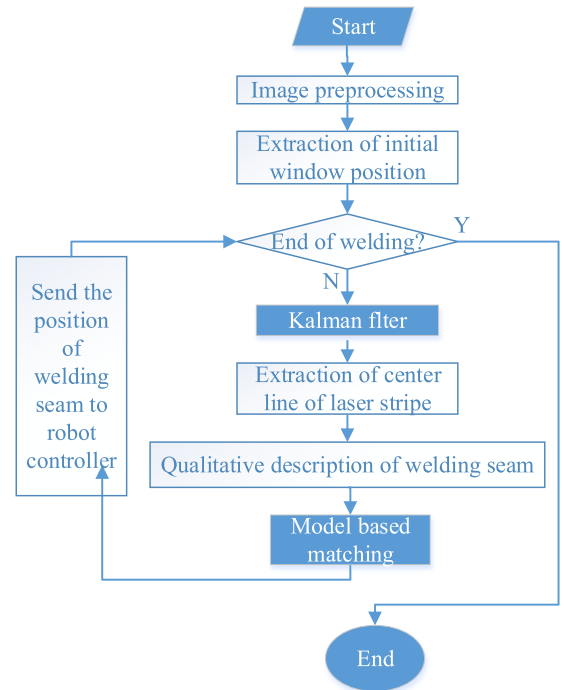 Start
Image preprocessing
Extraction of initial
window position
End of welding?
Y
N
Kalman flter
Extraction of center
line of laser stripe
Qualitative description of welding seam
Model based
matching
Send the
position
of
welding
seam to
robot
controller
End